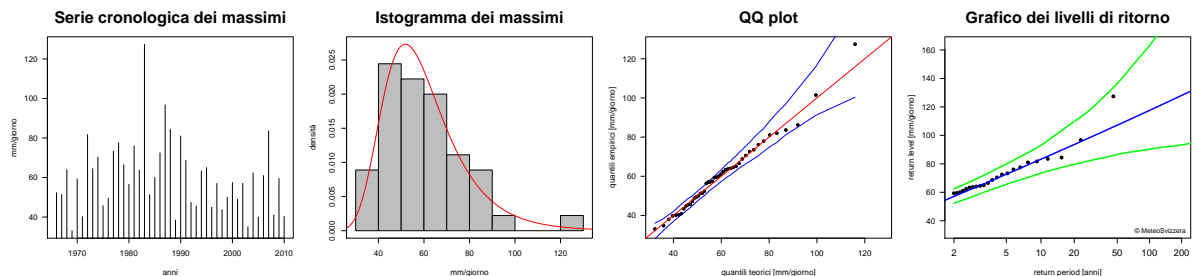 Serie cronologica dei massimi
mm/giorno
40 60 80 100 120
1970 1980 1990 2000 2010
anni
Istogramma dei massimi
densità
0.000 0.005 0.010 0.015 0.020 0.025
40 60 80 100 120
mm/giorno
QQ plot
quantili empirici [mm/giorno]
40 60 80 100 120
40 60 80 100 120
quantili teorici [mm/giorno]
Grafico dei livelli di ritorno
return level [mm/giorno]
40 60 80 100 120 140 160
2 5 10 20 50 100 200
return period [anni]
© MeteoSvizzera